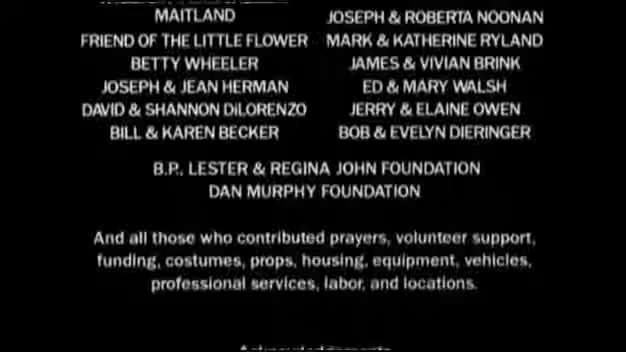 MAITLAND
JOSEPH & ROBERTA NOONAN
FRIEND OF THE LITTLE FLOWER
MARK & KATHERINE RYLAND
BETTY WHEELER
JAMES & VIVIAN BRINK
JOSEPH & JEAN HERMAN
ED & MARY WALSH
DAVID & SHANNON DiLORENZO
JERRY & ELAINE OWEN
BILL & KAREN BECKER
BOB & EVELYN DIERINGER
B.P., LESTER & REGINA JOHN FOUNDATION
DAN MURPHY FOUNDATION
And all those who contributed prayers, volunteer support,
funding, costumes, props, housing, equipment, vehicles,
professional services, labor, and locations.